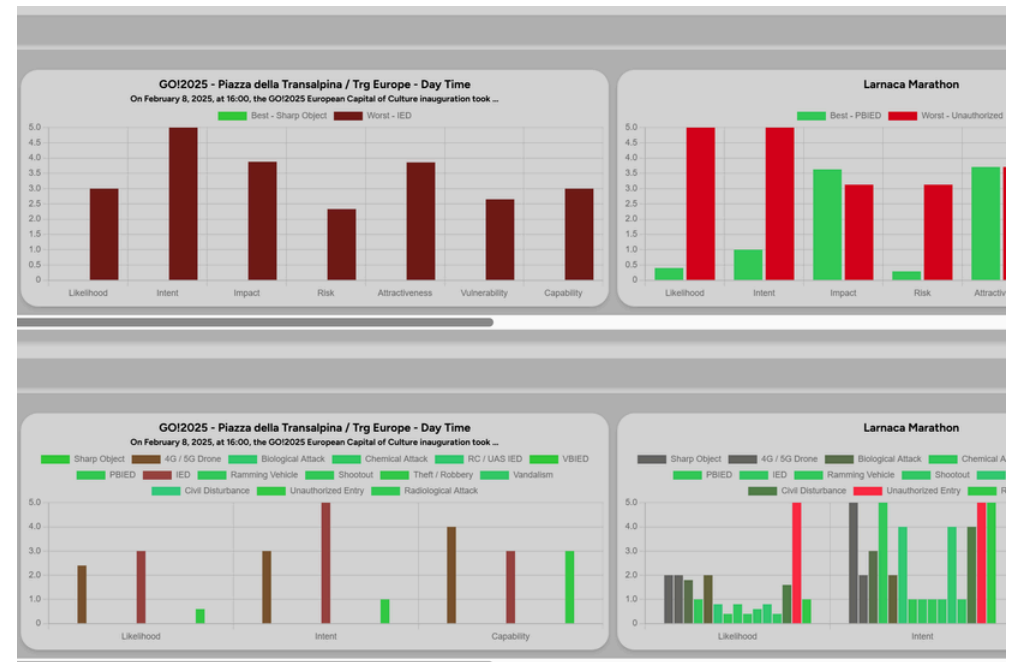 GO!2025 - Piazza della Transalpina / Trg Europe - Day Time
On February 8, 2025, at 16:00, the GO!2025 European Capital of Culture inauguration took ...
Best - Sharp Object Worst - IED
5.0
4.5
4.0
3.5
3.0
2.5
2.0
1.5
1.0
0.5
0
Likelihood Intent Impact Risk Attractiveness Vulnerability Capability
Larnaca Marathon
Best - PBIED Worst - Unauthorized
5.0
4.5
4.0
3.5
3.0
2.5
2.0
1.5
1.0
0.5
0
Likelihood Intent Impact Risk Attractiv
GO!2025 - Piazza della Transalpina / Trg Europe - Day Time
On February 8, 2025, at 16:00, the GO!2025 European Capital of Culture inauguration took ...
Sharp Object 4G / 5G Drone Biological Attack Chemical Attack RC / UAS IED VBIED
PBIED IED Ramming Vehicle Shootout Theft / Robbery Vandalism
Civil Disturbance Unauthorized Entry Radiological Attack
5.0
4.0
3.0
2.0
1.0
0
Likelihood Intent Capability
Larnaca Marathon
Sharp Object 4G / 5G Drone Biological Attack Chemical A
PBIED IED Ramming Vehicle Shootout
Civil Disturbance Unauthorized Entry R
5.0
4.0
3.0
2.0
1.0
0
Likelihood Intent